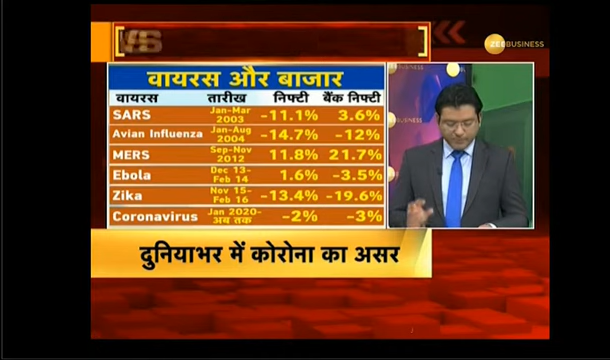 ZEEBUSINESS
वायरस और बाजार
वायरस तारीख निफ्टी बैंक निफ्टी
SARS Jan-Mar 2003 -11.1% 3.6%
Avian Influenza Jan-Aug 2004 -14.7% -12%
MERS Sep-Nov 2012 11.8% 21.7%
Ebola Dec 13- Feb 14 1.6% -3.5%
Zika Nov 15- Feb 16 -13.4% -19.6%
Coronavirus Jan 2020- अब तक -2% -3%
दुनियाभर में कोरोना का असर